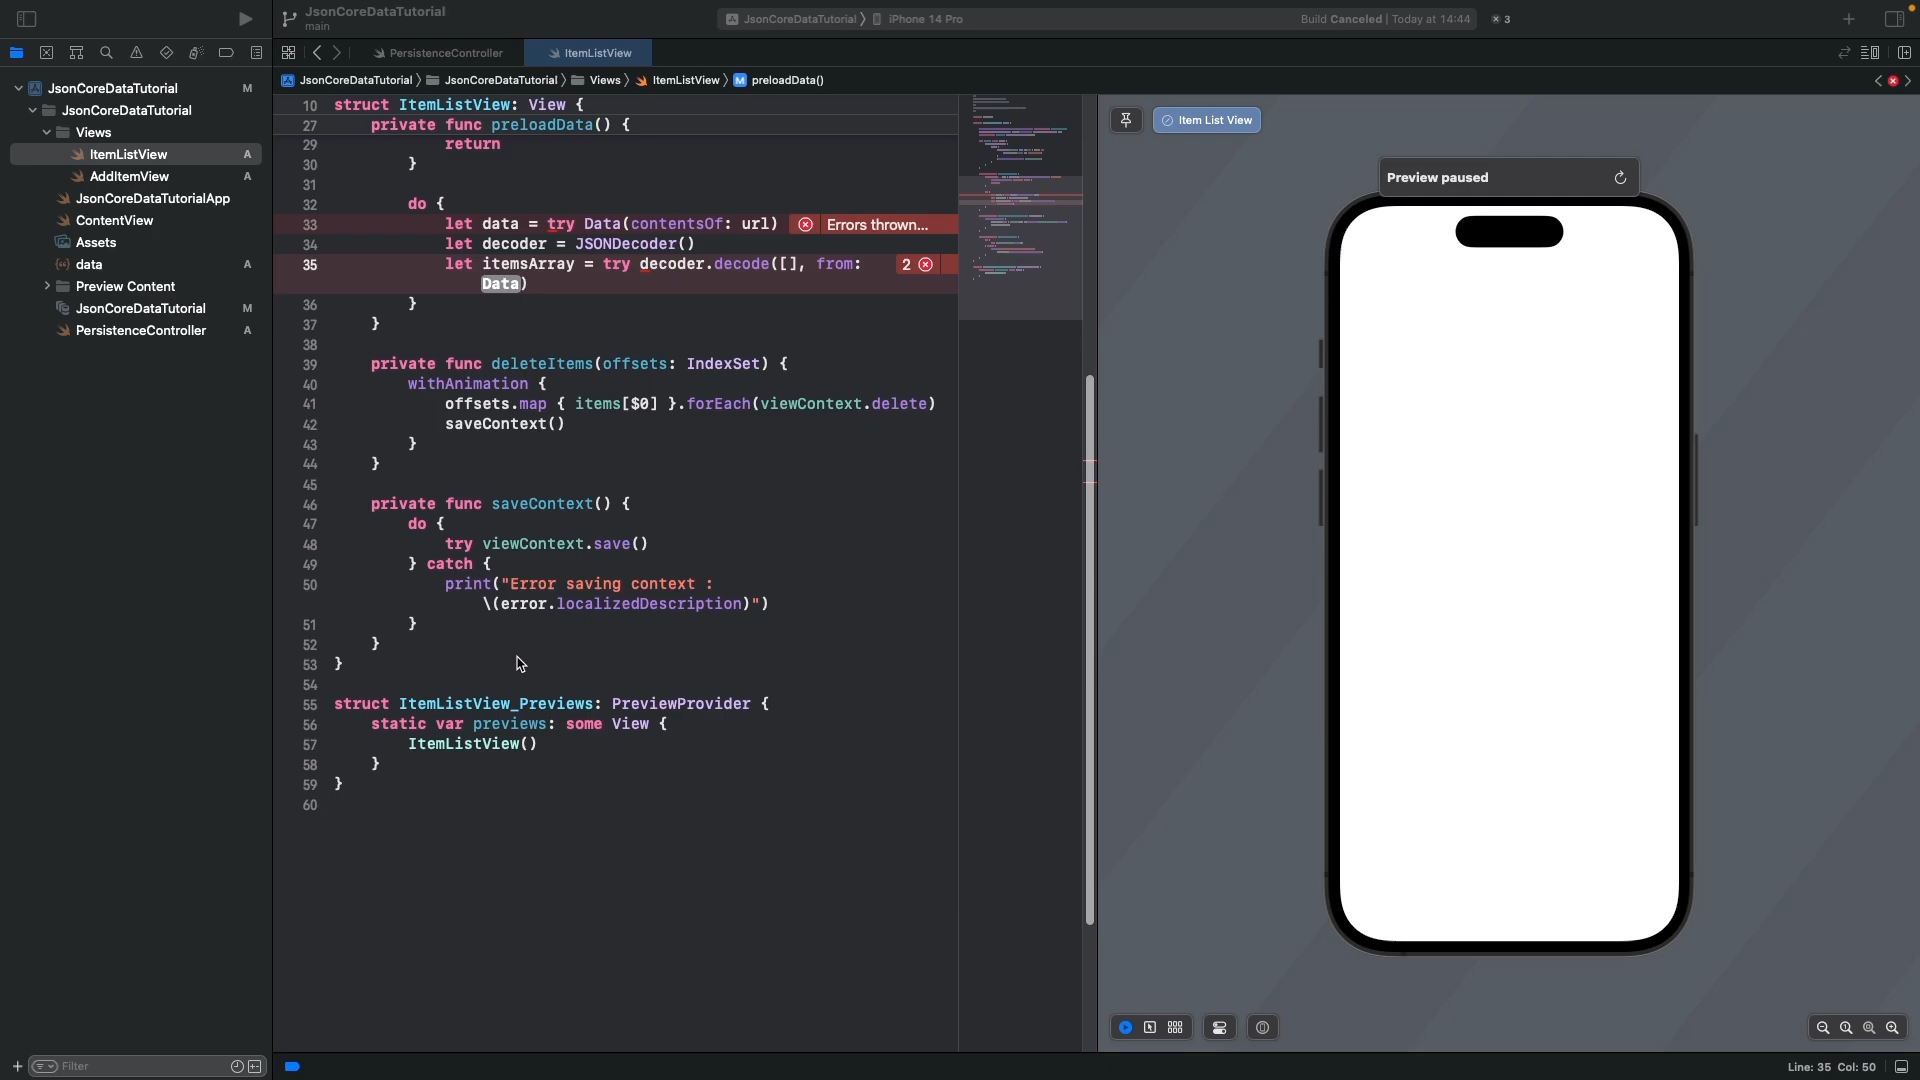 JsonCoreDataTutorial
main
JsonCoreDataTutorial
iPhone 14 Pro
Build Canceled | Today at 14:44
3
PersistenceController
ItemListView
JsonCoreDataTutorial
JsonCoreDataTutorial
Views
ItemListView
M
preloadData()
JsonCoreDataTutorial M
JsonCoreDataTutorial
Views
ItemListView A
AddItemView A
JsonCoreDataTutorialApp
ContentView
Assets
data A
Preview Content
JsonCoreDataTutorial M
PersistenceController A
10 struct ItemListView: View {
27 private func preloadData() {
29 return
30 }
31
32 do {
33 let data = try Data(contentsOf: url) Errors thrown...
34 let decoder = JSONDecoder()
35 let itemsArray = try decoder.decode([], from: 2
Data)
36 }
37 }
38
39 private func deleteItems(offsets: IndexSet) {
40 withAnimation {
41 offsets.map { items[$0] }.forEach(viewContext.delete)
42 saveContext()
43 }
44 }
45
46 private func saveContext() {
47 do {
48 try viewContext.save()
49 } catch {
50 print("Error saving context :
\(error.localizedDescription)")
51 }
52 }
53 }
54
55 struct ItemListView_Previews: PreviewProvider {
56 static var previews: some View {
57 ItemListView()
58 }
59 }
60
Item List View
Preview paused
Filter
Line: 35 Col: 50